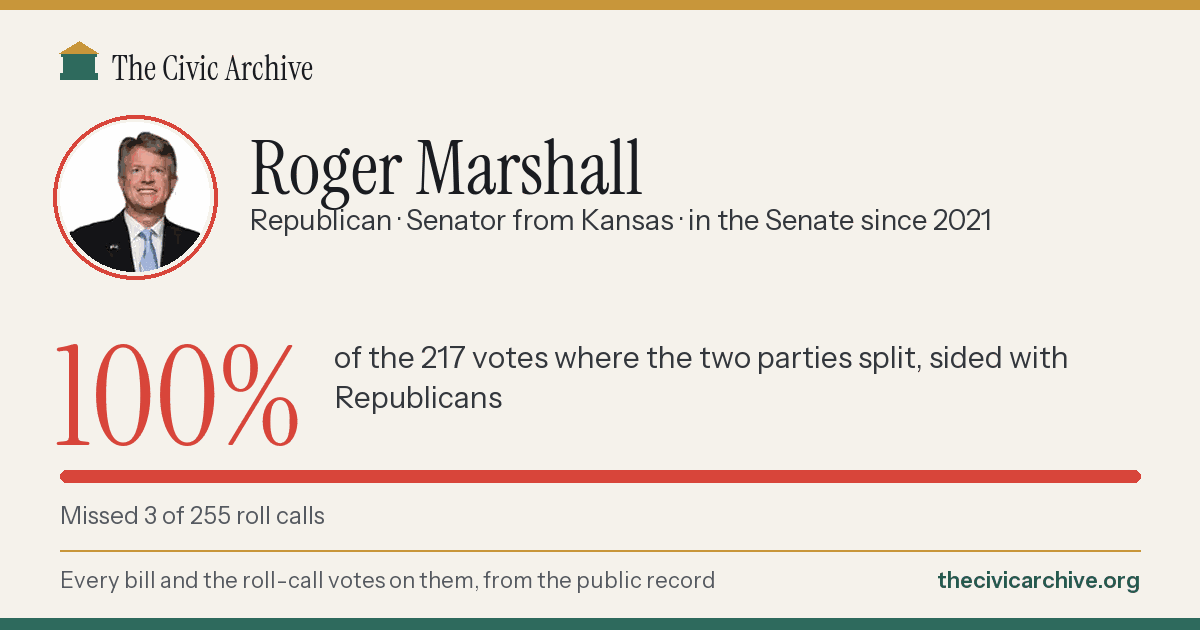 The Civic Archive
Roger Marshall
Republican · Senator from Kansas · in the Senate since 2021
100%
of the 217 votes where the two parties split, sided with
Republicans
Missed 3 of 255 roll calls
Every bill and the roll-call votes on them, from the public record
thecivicarchive.org